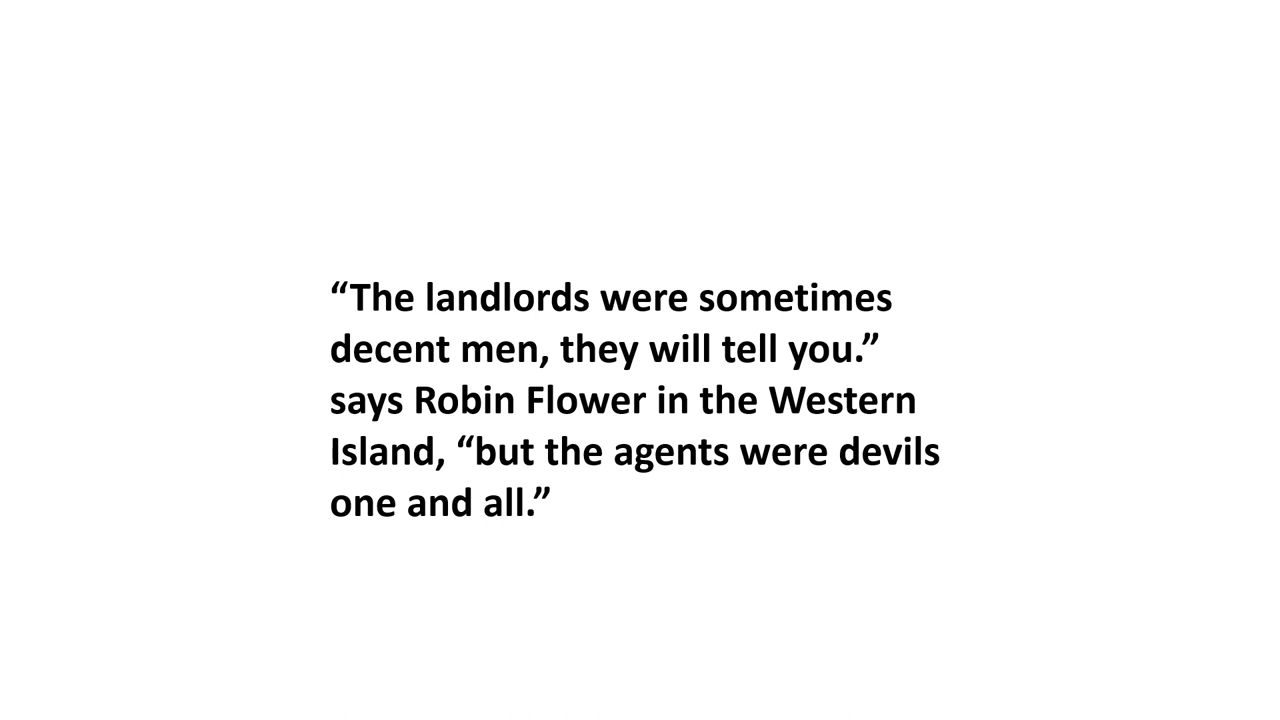 “The landlords were sometimes
decent men, they will tell you.”
says Robin Flower in the Western
Island, “but the agents were devils
one and all.”